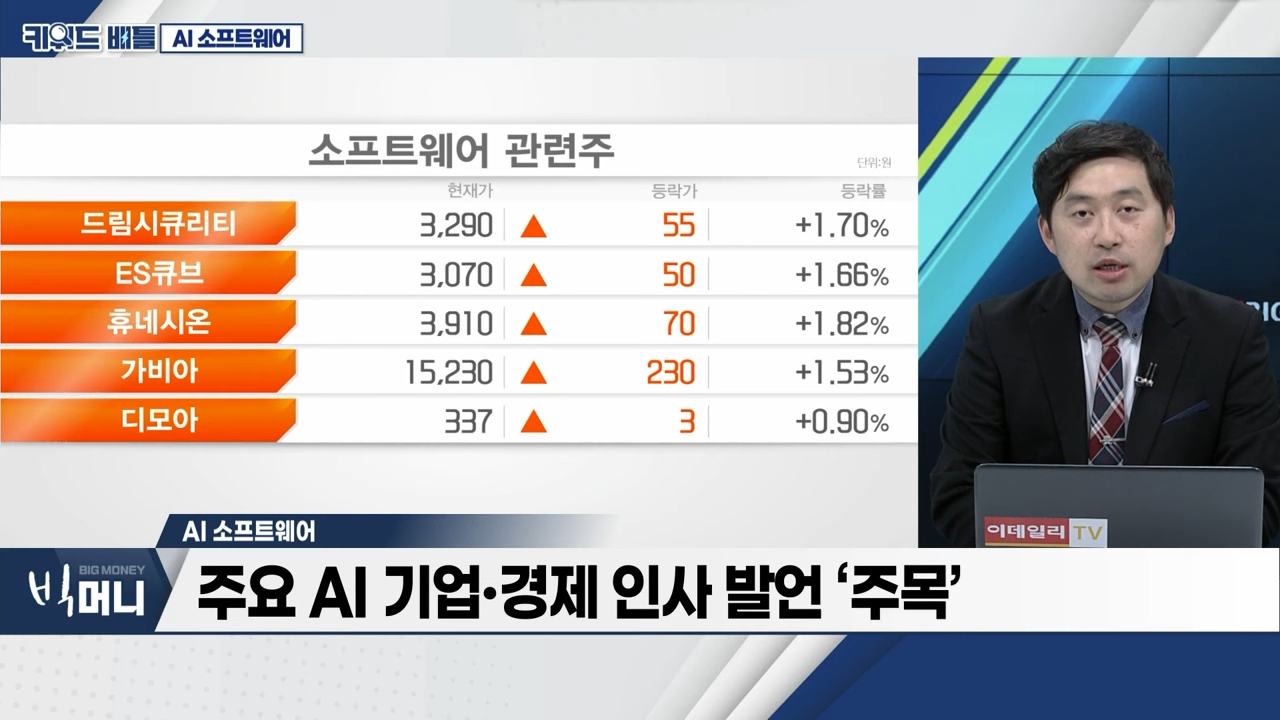 키워드 배틀 AI 소프트웨어
소프트웨어 관련주
단위:원
현재가 등락가 등락률
드림시큐리티 3,290 ▲ 55 +1.70%
ES큐브 3,070 ▲ 50 +1.66%
휴네시온 3,910 ▲ 70 +1.82%
가비아 15,230 ▲ 230 +1.53%
디모아 337 ▲ 3 +0.90%
이데일리 TV
AI 소프트웨어
BIG MONEY
빅머니
주요 AI 기업·경제 인사 발언 ‘주목’